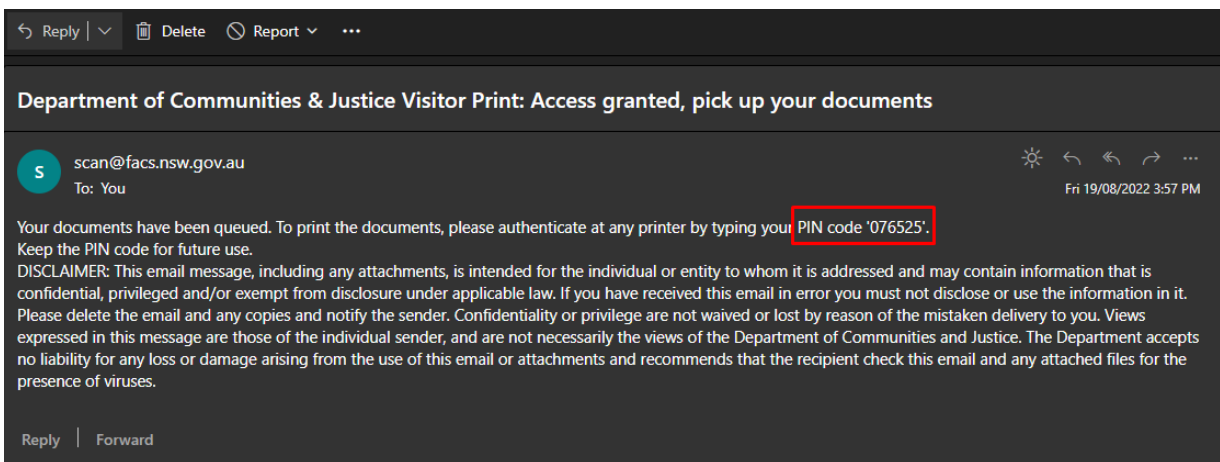 Reply Delete Report
Department of Communities & Justice Visitor Print: Access granted, pick up your documents
S
scan@facs.nsw.gov.au
To: You
Fri 19/08/2022 3:57 PM
Your documents have been queued. To print the documents, please authenticate at any printer by typing your PIN code '076525'.
Keep the PIN code for future use.
DISCLAIMER: This email message, including any attachments, is intended for the individual or entity to whom it is addressed and may contain information that is
confidential, privileged and/or exempt from disclosure under applicable law. If you have received this email in error you must not disclose or use the information in it.
Please delete the email and any copies and notify the sender. Confidentiality or privilege are not waived or lost by reason of the mistaken delivery to you. Views
expressed in this message are those of the individual sender, and are not necessarily the views of the Department of Communities and Justice. The Department accepts
no liability for any loss or damage arising from the use of this email or attachments and recommends that the recipient check this email and any attached files for the
presence of viruses.
Reply Forward